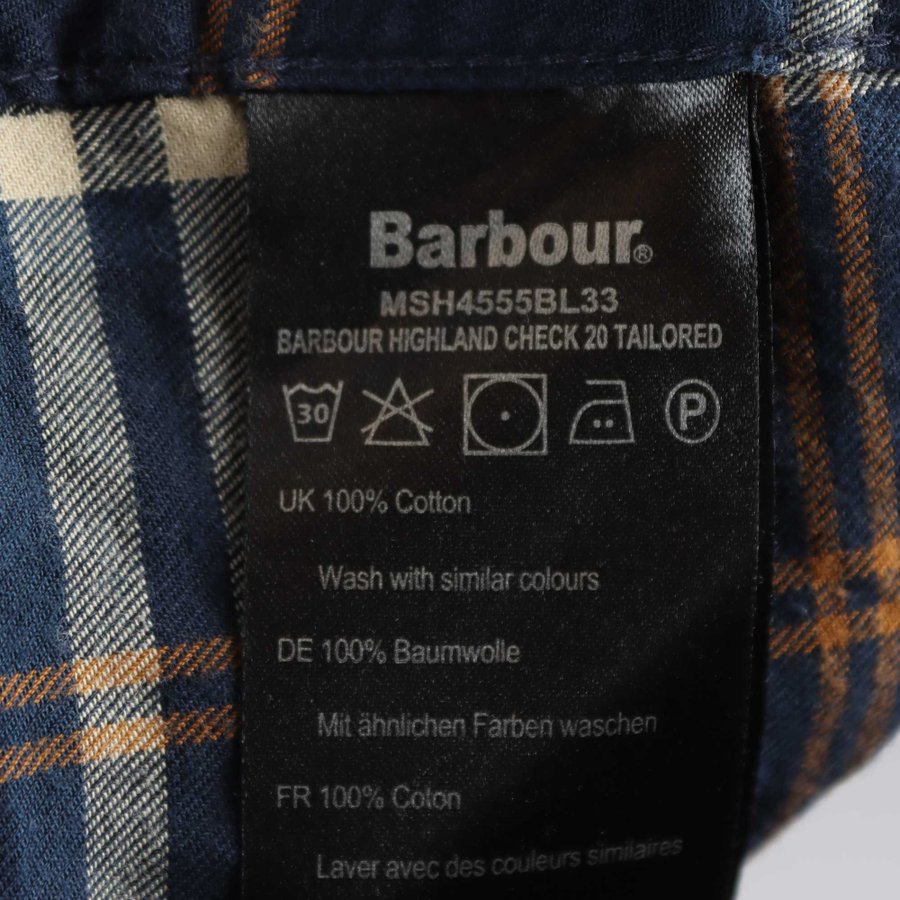 Barbour®
MSH4555BL33
BARBOUR HIGHLAND CHECK 20 TAILORED
30 P
UK 100% Cotton
Wash with similar colours
DE 100% Baumwolle
Mit ähnlichen Farben waschen
FR 100% Coton
Laver avec des couleurs similaires